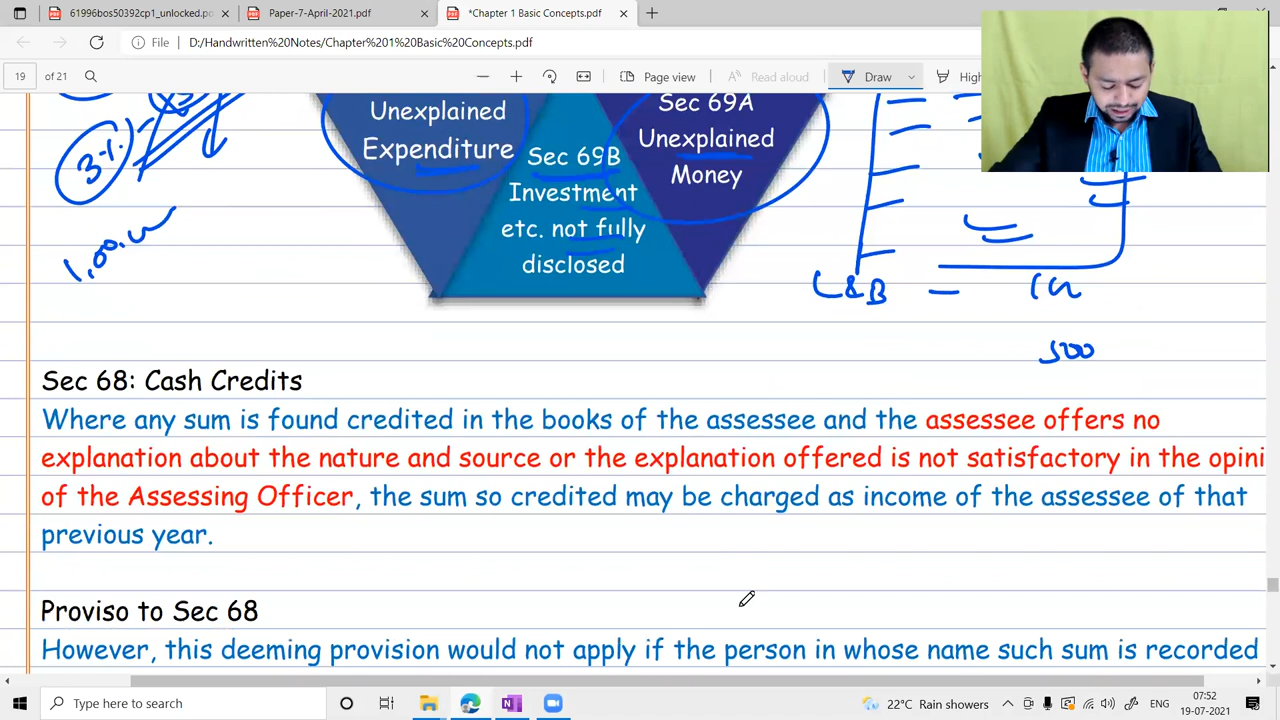 61996bos50392cp1_unlocked.po
Paper-7-April-2021.pdf
*Chapter 1 Basic Concepts.pdf
File
D:/Handwritten%20Notes/Chapter%201%20Basic%20Concepts.pdf
19 of 21
Page view
Read aloud
Draw
High
Unexplained
Expenditure
Sec 69B
Investment
etc. not fully
disclosed
Sec 69A
Unexplained
Money
3-1.
L&B
500
Sec 68: Cash Credits
Where any sum is found credited in the books of the assessee and the assessee offers no
explanation about the nature and source or the explanation offered is not satisfactory in the opini
of the Assessing Officer, the sum so credited may be charged as income of the assessee of that
previous year.
Proviso to Sec 68
However, this deeming provision would not apply if the person in whose name such sum is recorded
Type here to search
22°C Rain showers
ENG
07:52
19-07-2021